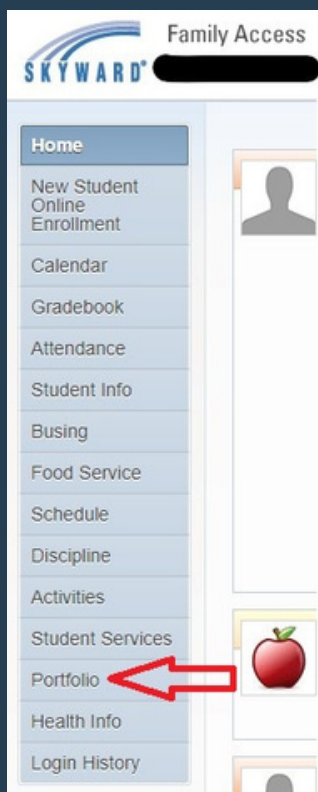 Family Access
SKYWARD®
Home
New Student
Online
Enrollment
Calendar
Gradebook
Attendance
Student Info
Busing
Food Service
Schedule
Discipline
Activities
Student Services
Portfolio
Health Info
Login History